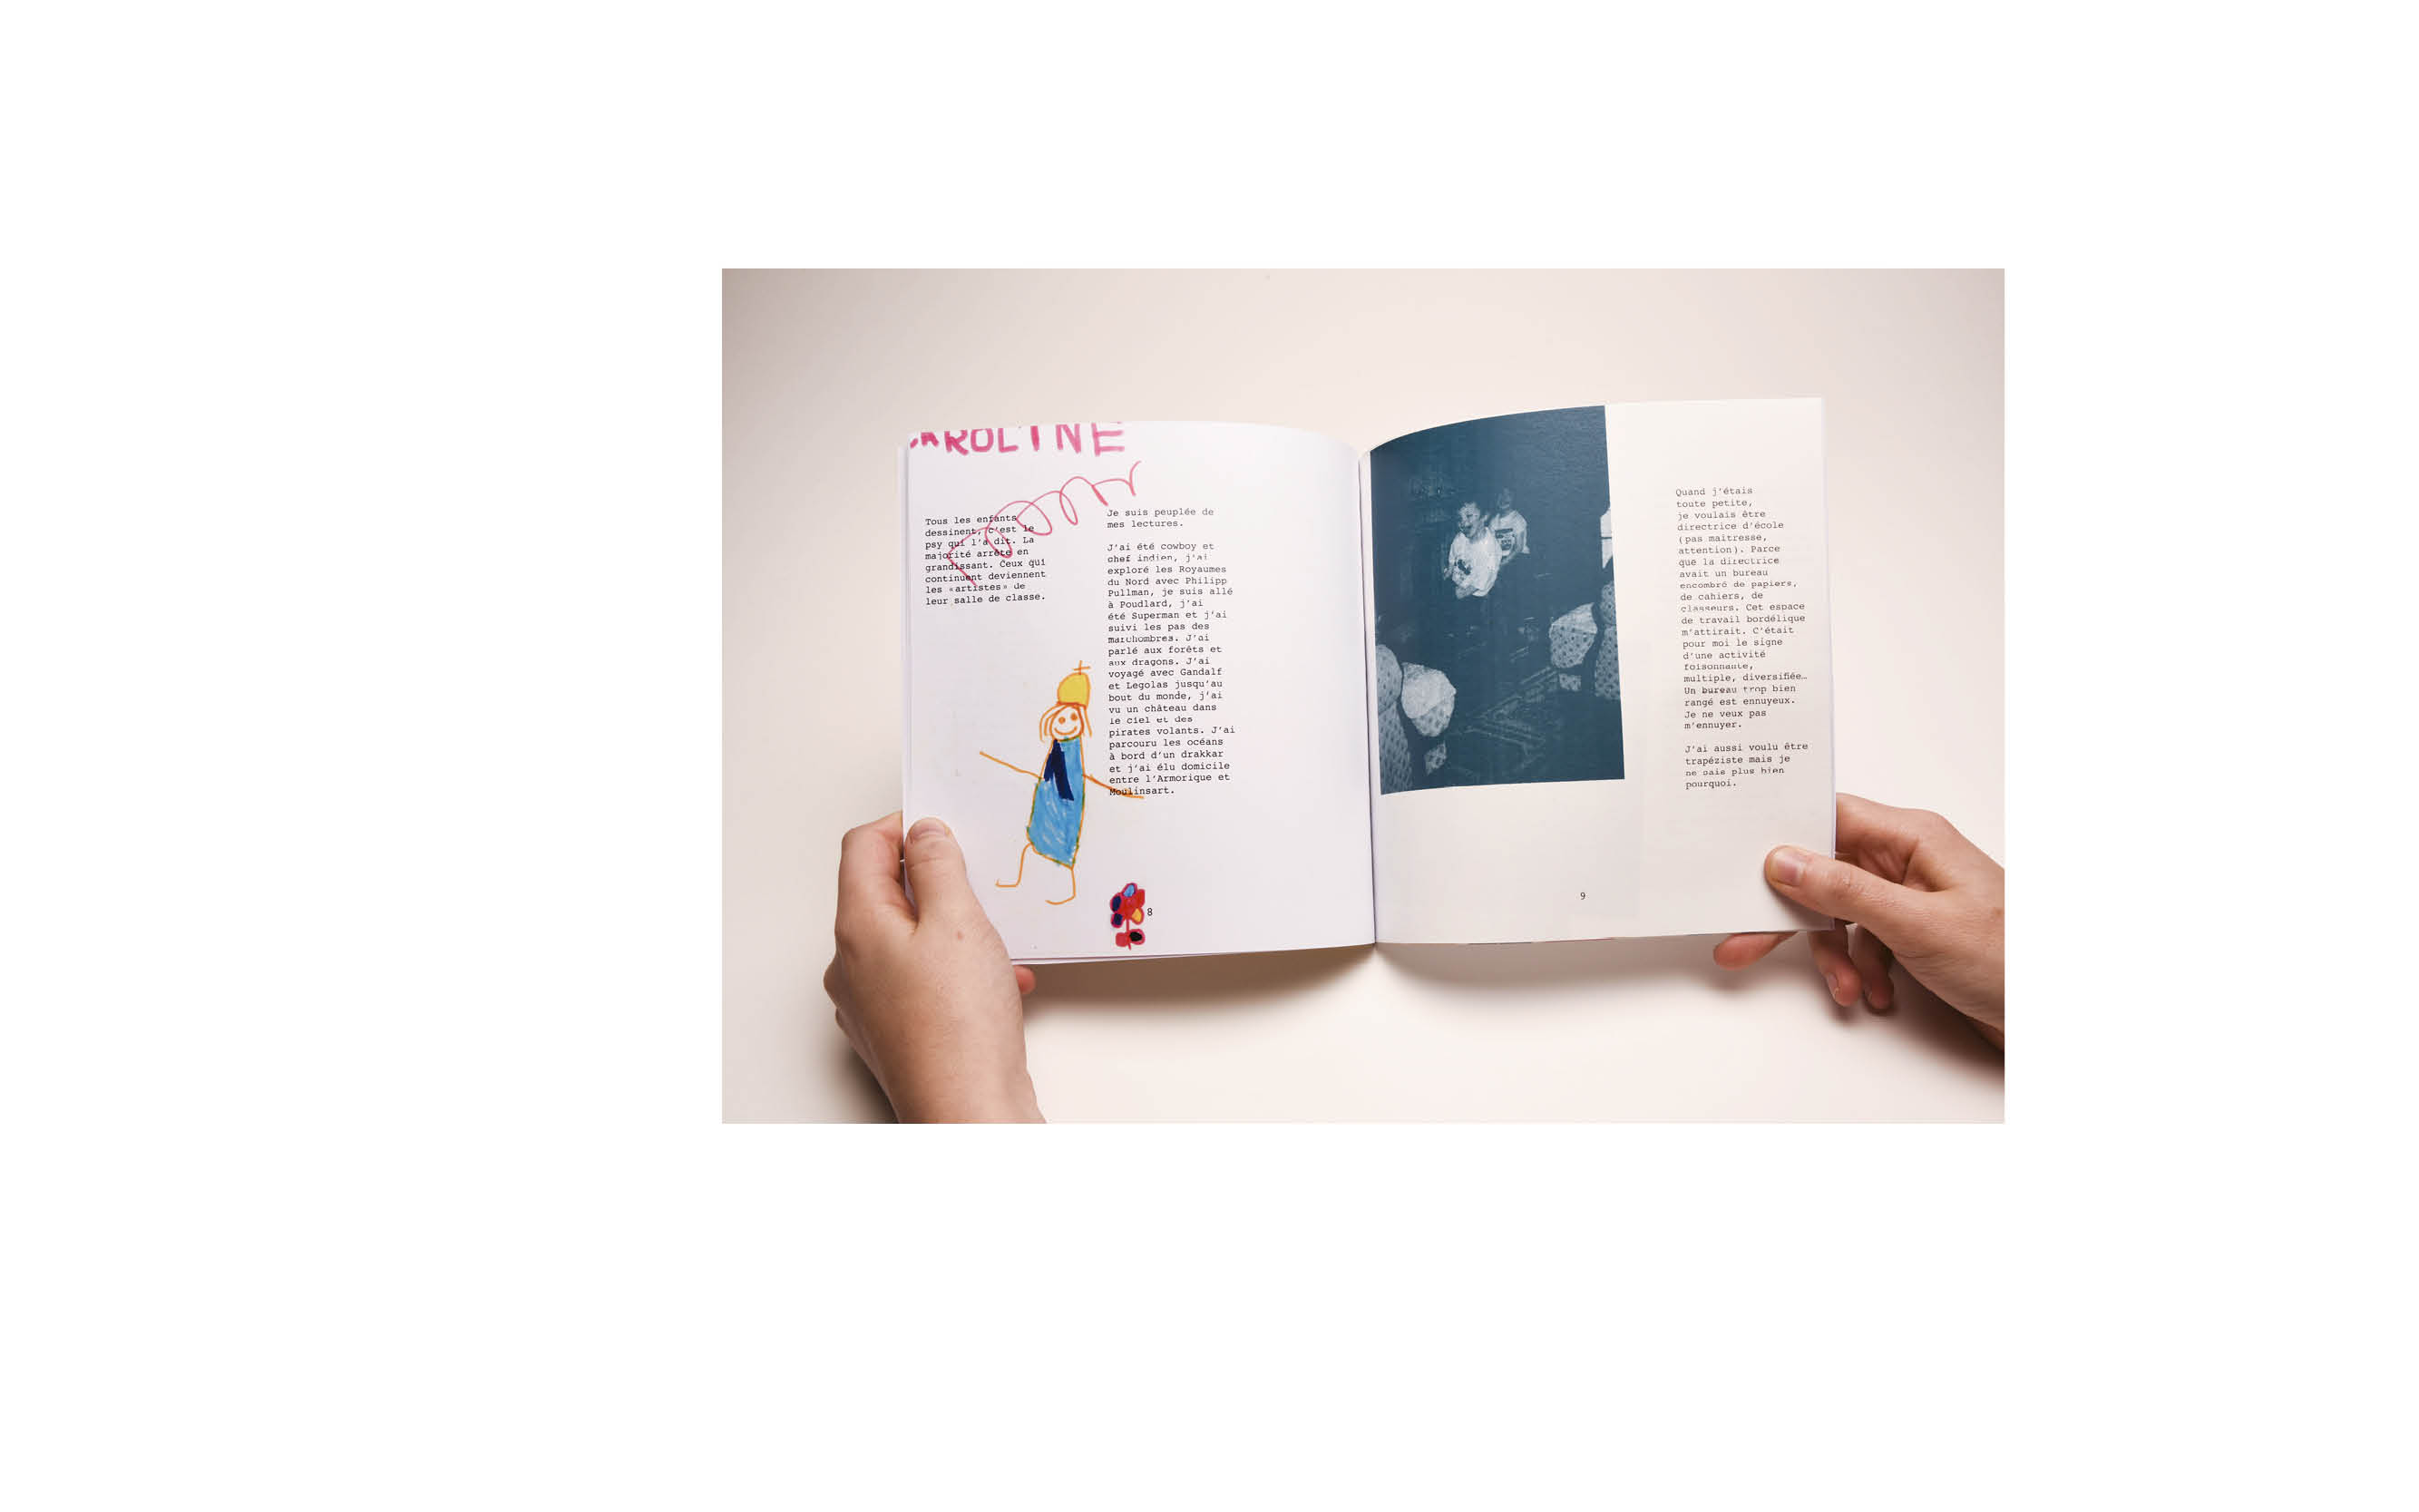 CAROLINE
Tous les enfants
dessinent, c'est le
psy qui l'a dit. La
majorité arrête en
grandissant. Ceux qui
continuent deviennent
les «artistes» de
leur salle de classe.
Je suis peuplée de
mes lectures.
J'ai été cowboy et
chef indien, j'ai
exploré les Royaumes
du Nord avec Philipp
Pullman, je suis allé
à Poudlard, j'ai
été Superman et j'ai
suivi les pas des
marchombres. J'ai
parlé aux forêts et
aux dragons. J'ai
voyagé avec Gandalf
et Legolas jusqu'au
bout du monde, j'ai
vu un château dans
le ciel et des
pirates volants. J'ai
parcouru les océans
à bord d'un drakkar
et j'ai élu domicile
entre l'Armorique et
Moulinsart.
8
Quand j'étais
toute petite,
je voulais être
directrice d'école
(pas maitresse,
attention). Parce
que la directrice
avait un bureau
encombré de papiers,
de cahiers, de
classeurs. Cet espace
de travail bordélique
m'attirait. C'était
pour moi le signe
d'une activité
foisonnante,
multiple, diversifiée…
Un bureau trop bien
rangé est ennuyeux.
Je ne veux pas
m'ennuyer.
J'ai aussi voulu être
trapéziste mais je
ne sais plus bien
pourquoi.
9